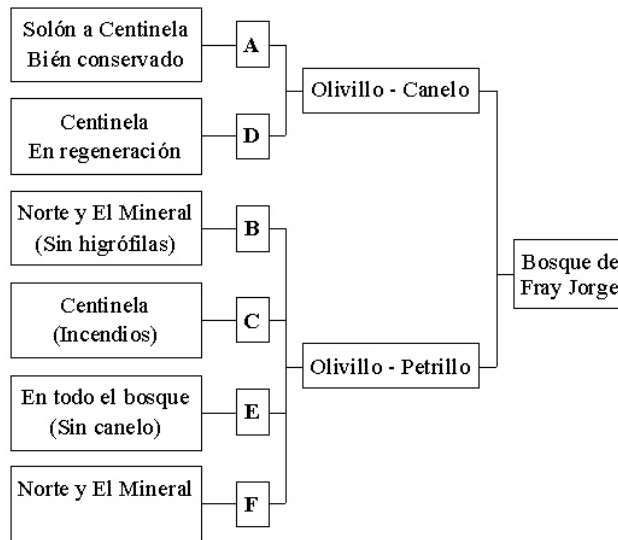 Solón a Centinela
Bién conservado
A
Olivillo - Canelo
Centinela
En regeneración
D
Norte y El Mineral
(Sin higrófilas)
B
Bosque de
Fray Jorge
Centinela
(Incendios)
C
Olivillo - Petrillo
En todo el bosque
(Sin canelo)
E
Norte y El Mineral
F